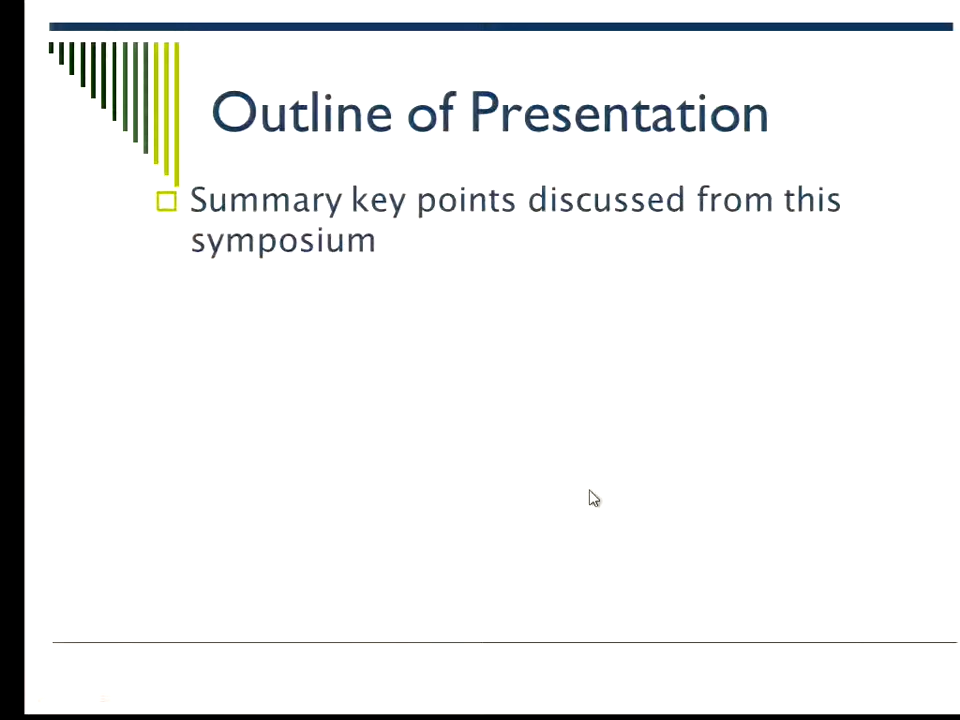 Outline of Presentation
Summary key points discussed from this
symposium